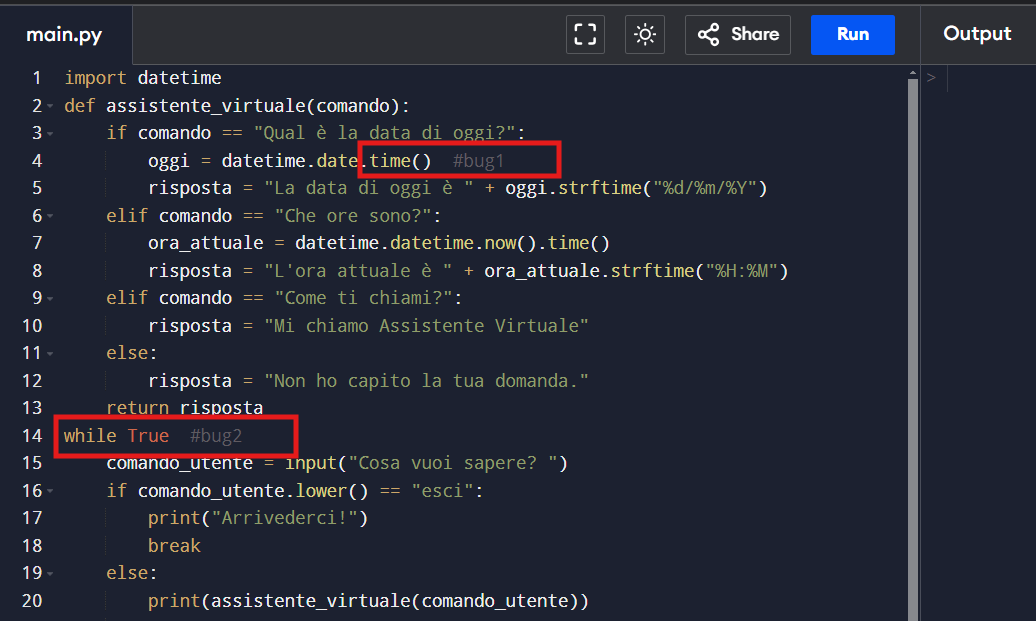 main.py Share Run Output
1 import datetime >
2 def assistente_virtuale(comando):
3     if comando == "Qual è la data di oggi?":
4         oggi = datetime.date.time()  #bug1
5         risposta = "La data di oggi è " + oggi.strftime("%d/%m/%Y")
6     elif comando == "Che ore sono?":
7         ora_attuale = datetime.datetime.now().time()
8         risposta = "L'ora attuale è " + ora_attuale.strftime("%H:%M")
9     elif comando == "Come ti chiami?":
10         risposta = "Mi chiamo Assistente Virtuale"
11     else:
12         risposta = "Non ho capito la tua domanda."
13     return risposta
14 while True  #bug2
15     comando_utente = input("Cosa vuoi sapere? ")
16     if comando_utente.lower() == "esci":
17         print("Arrivederci!")
18         break
19     else:
20         print(assistente_virtuale(comando_utente))